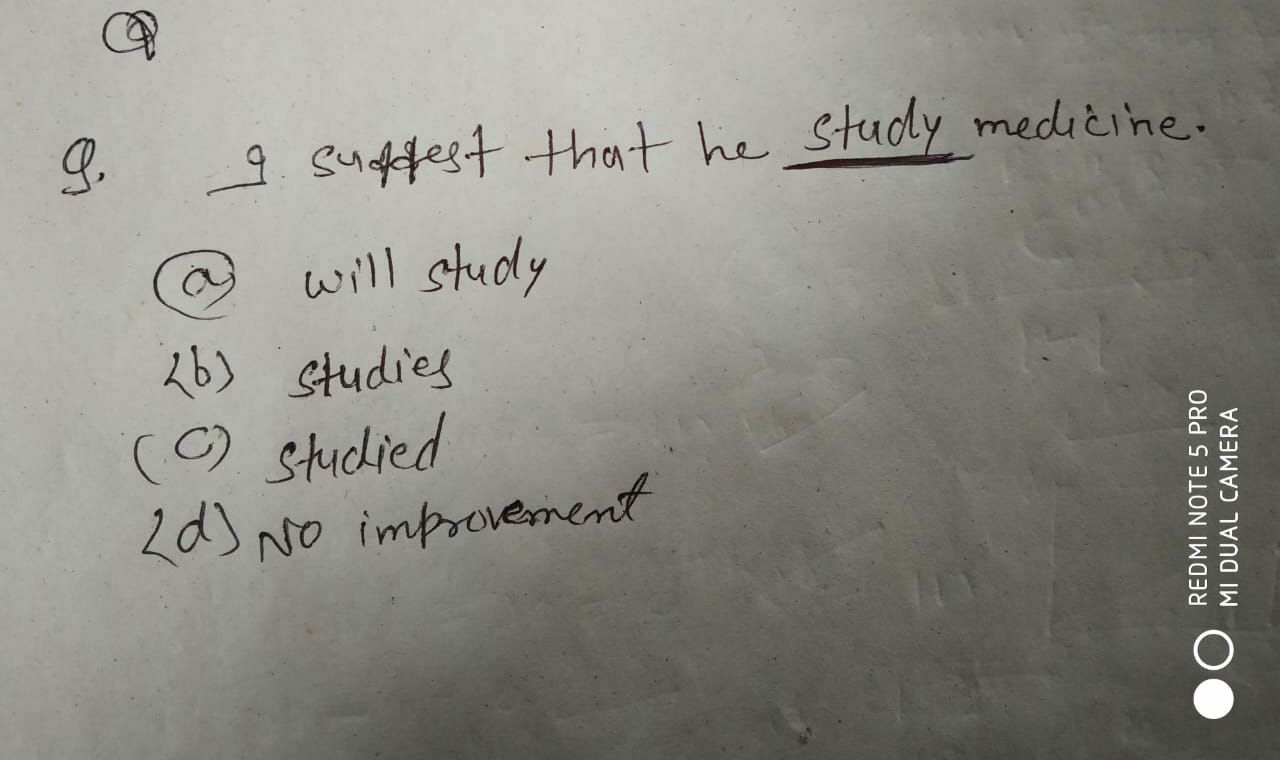 Q
9. I suggest that he study medicine.
(a) will study
(b) studies
(c) studied
(d) No improvement
REDMI NOTE 5 PRO
MI DUAL CAMERA